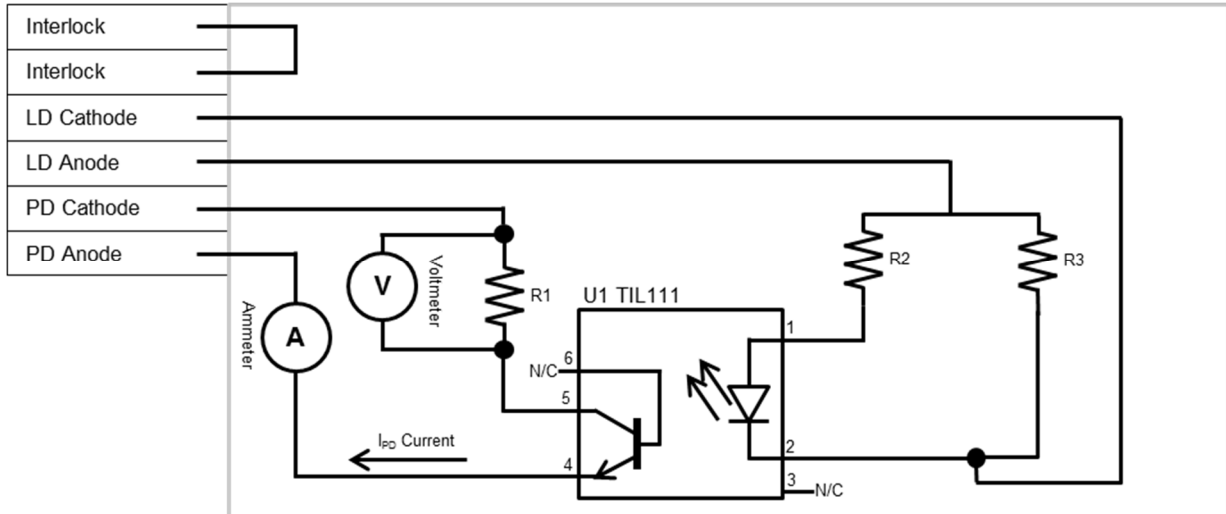 Interlock
Interlock
LD Cathode
LD Anode
PD Cathode
PD Anode
V
Voltmeter
R1
R2
R3
U1 TIL111
A
Ammeter
1
6
N/C
5
I_PD Current
4
2
3
N/C